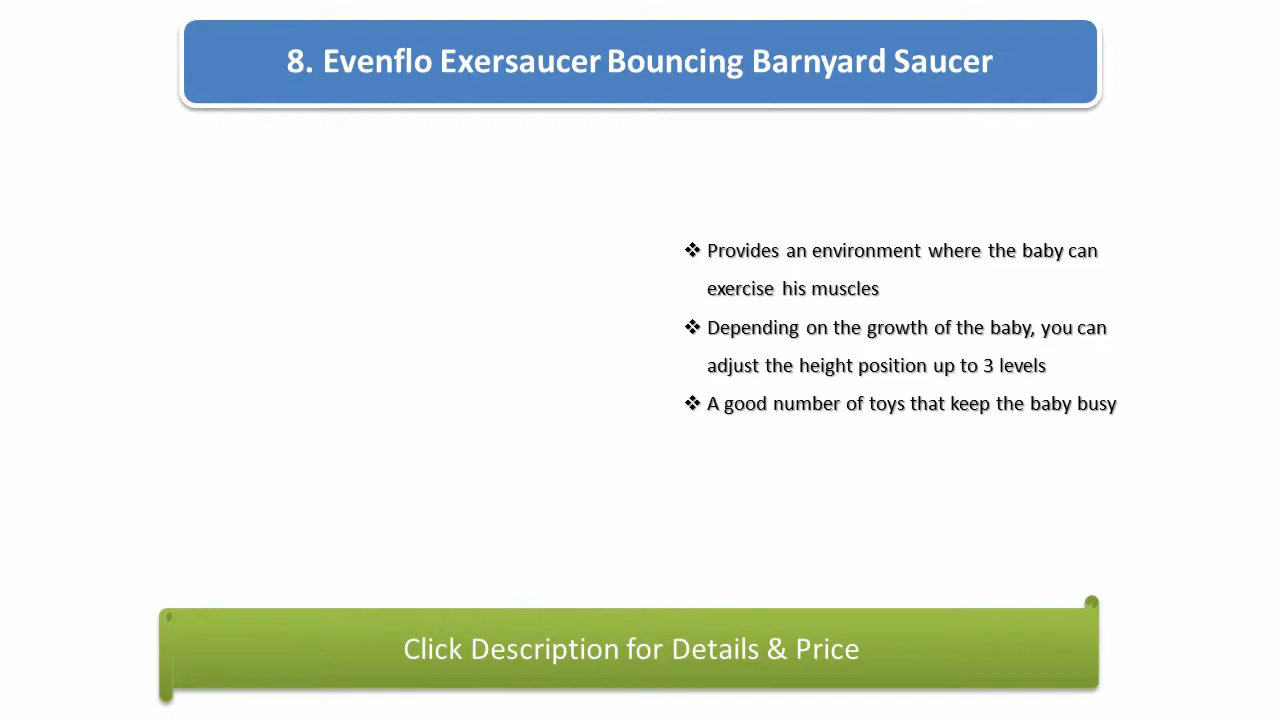 8. Evenflo Exersaucer Bouncing Barnyard Saucer
❖ Provides an environment where the baby can
exercise his muscles
❖ Depending on the growth of the baby, you can
adjust the height position up to 3 levels
❖ A good number of toys that keep the baby busy
Click Description for Details & Price